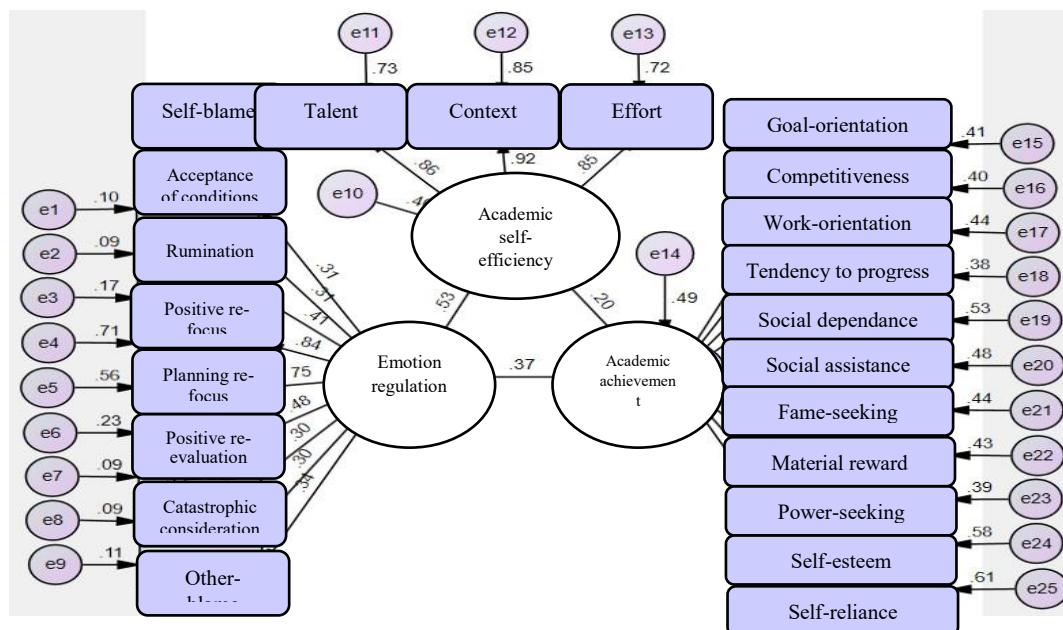 e11
e12
e13
.73
.85
.72
Self-blame
Talent
Context
Effort
Goal-orientation
.41
e15
Acceptance
of conditions
.86
.92
.85
Competitiveness
.40
e16
e1
.10
e10
Academic
self-
efficiency
Work-orientation
.44
e17
e2
.09
Rumination
e14
Tendency to progress
.38
e18
e3
.17
Positive re-
focus
.31
.31
.41
.53
.20
.49
Social dependance
.53
e19
e4
.71
.84
Emotion
regulation
.37
Academic
achievemen
t
Social assistance
.48
e20
e5
.56
Planning re-
focus
75
Fame-seeking
.44
e21
e6
.23
Positive re-
evaluation
.48
.30
.30
.34
Material reward
.43
e22
e7
.09
Power-seeking
.39
e23
e8
.09
Catastrophic
consideration
Self-esteem
.58
e24
e9
.11
Other-
blame
Self-reliance
.61
e25